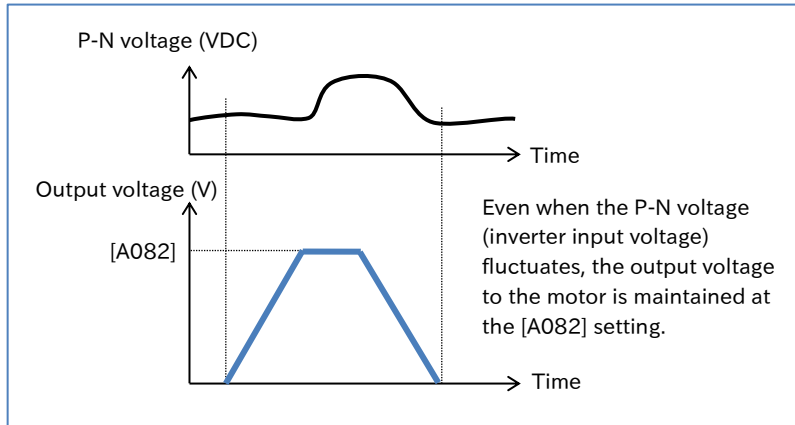 P-N voltage (VDC)
Time
Output voltage (V)
[A082]
Even when the P-N voltage
(inverter input voltage)
fluctuates, the output voltage
to the motor is maintained at
the [A082] setting.
Time